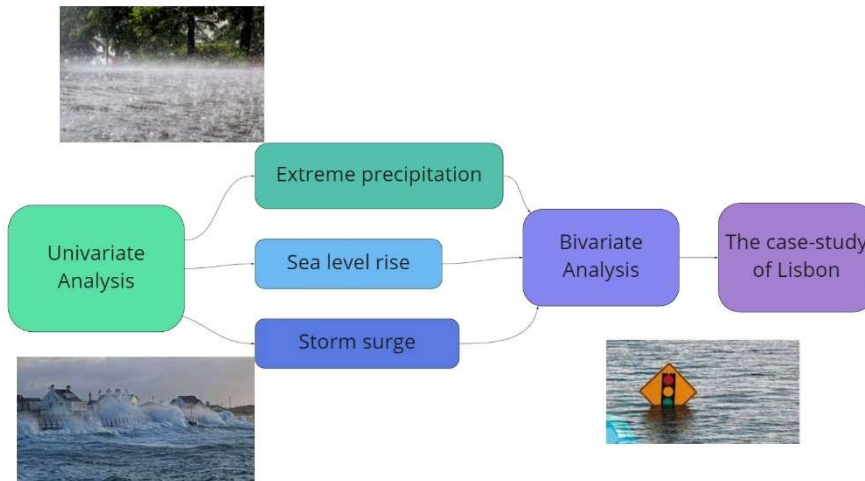 Univariate
Analysis
Extreme precipitation
Sea level rise
Storm surge
Bivariate
Analysis
The case-study
of Lisbon